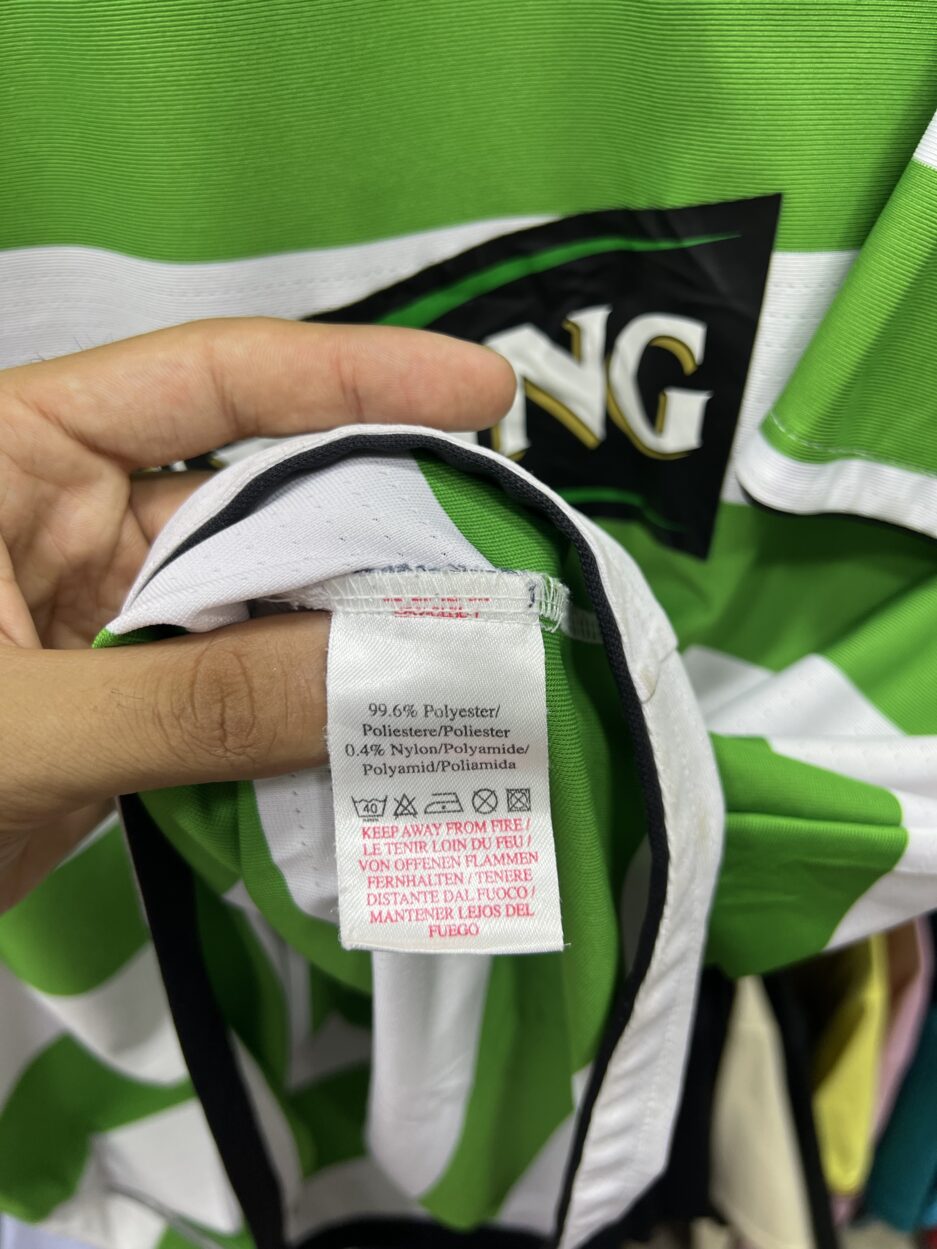 NG
99.6% Polyester/
Poliestere/Poliester
0.4% Nylon/Polyamide/
Polyamid/Poliamida
40
KEEP AWAY FROM FIRE /
LE TENIR LOIN DU FEU /
VON OFFENEN FLAMMEN
FERNHALTEN / TENERE
DISTANTE DAL FUOCO /
MANTENER LEJOS DEL
FUEGO